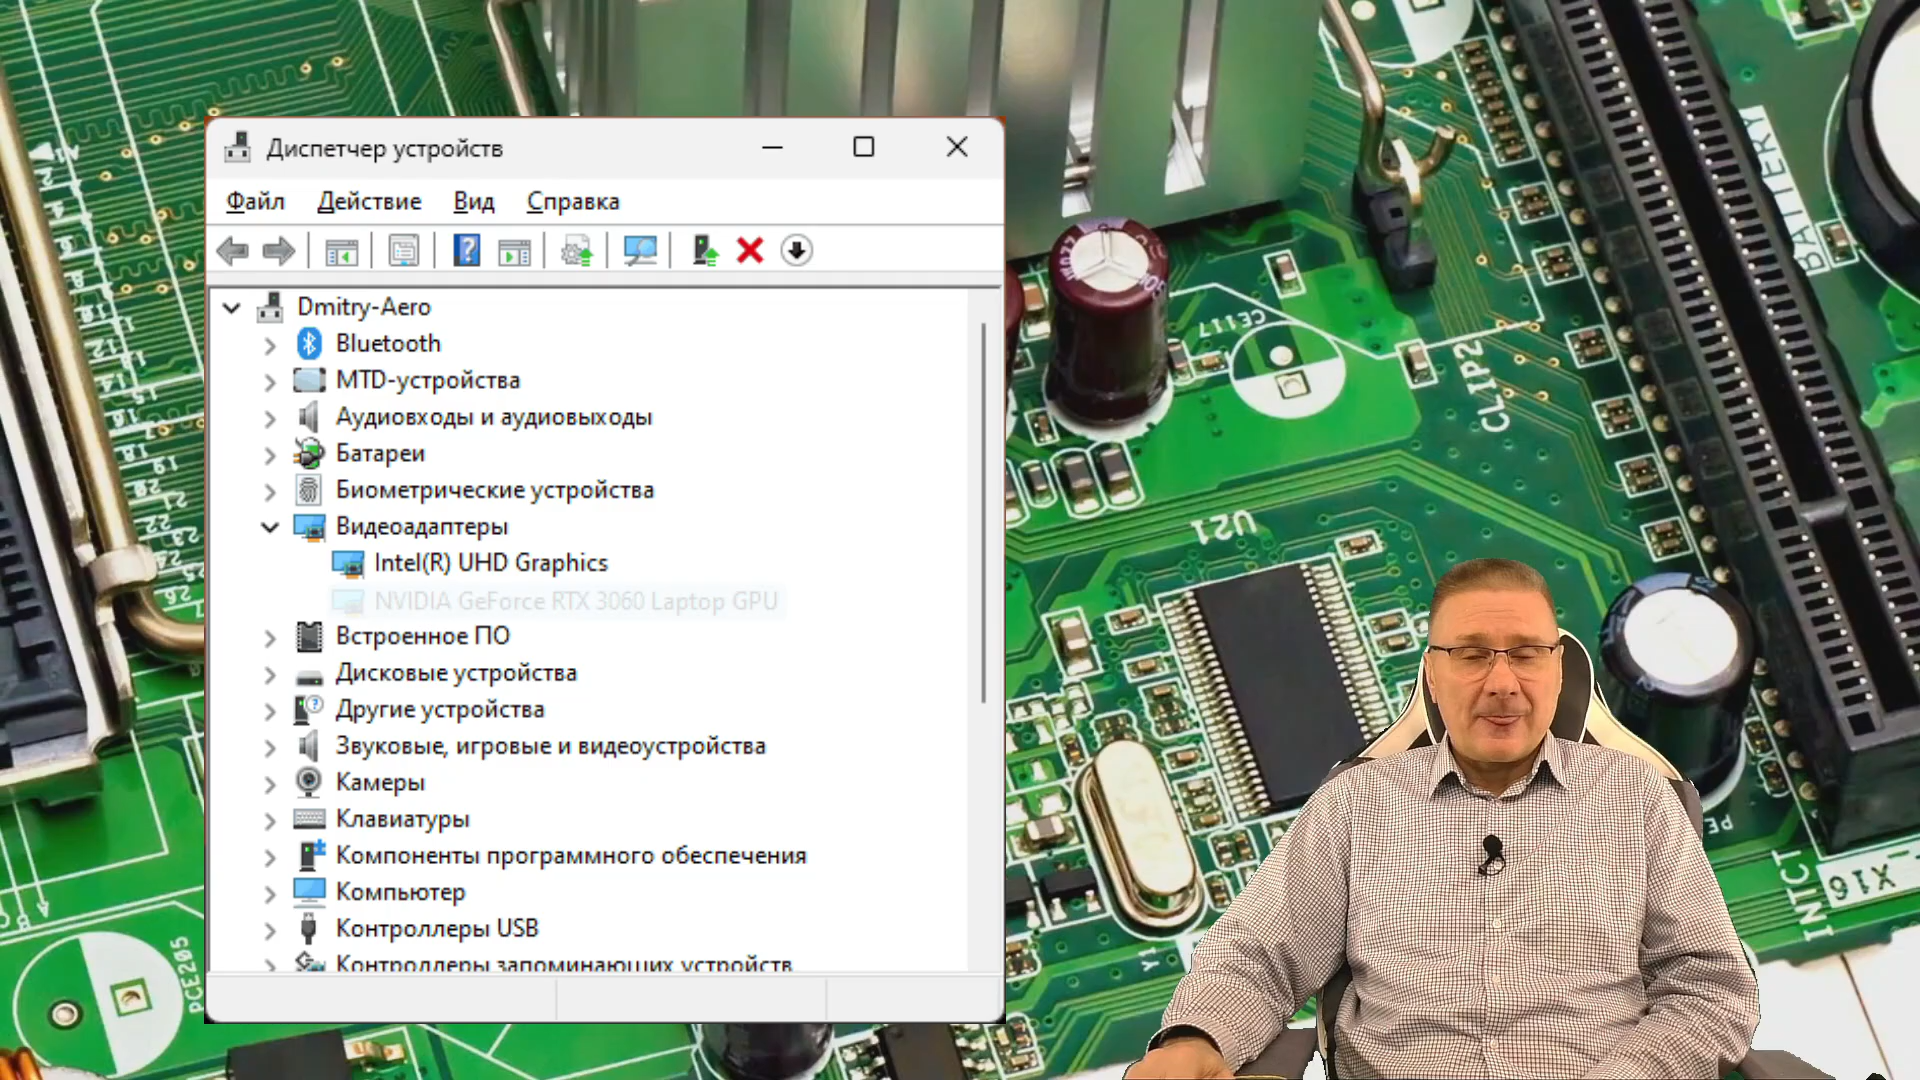 Диспетчер устройств
Файл Действие Вид Справка
Dmitry-Aero
Bluetooth
MTD-устройства
Аудиовходы и аудиовыходы
Батареи
Биометрические устройства
Видеоадаптеры
Intel(R) UHD Graphics
NVIDIA GeForce RTX 3060 Laptop GPU
Встроенное ПО
Дисковые устройства
Другие устройства
Звуковые, игровые и видеоустройства
Камеры
Клавиатуры
Компоненты программного обеспечения
Компьютер
Контроллеры USB
Контроллеры запоминающих устройств
BATTERY
CE117
CLIP2
U21
X16
PCE205
Y1